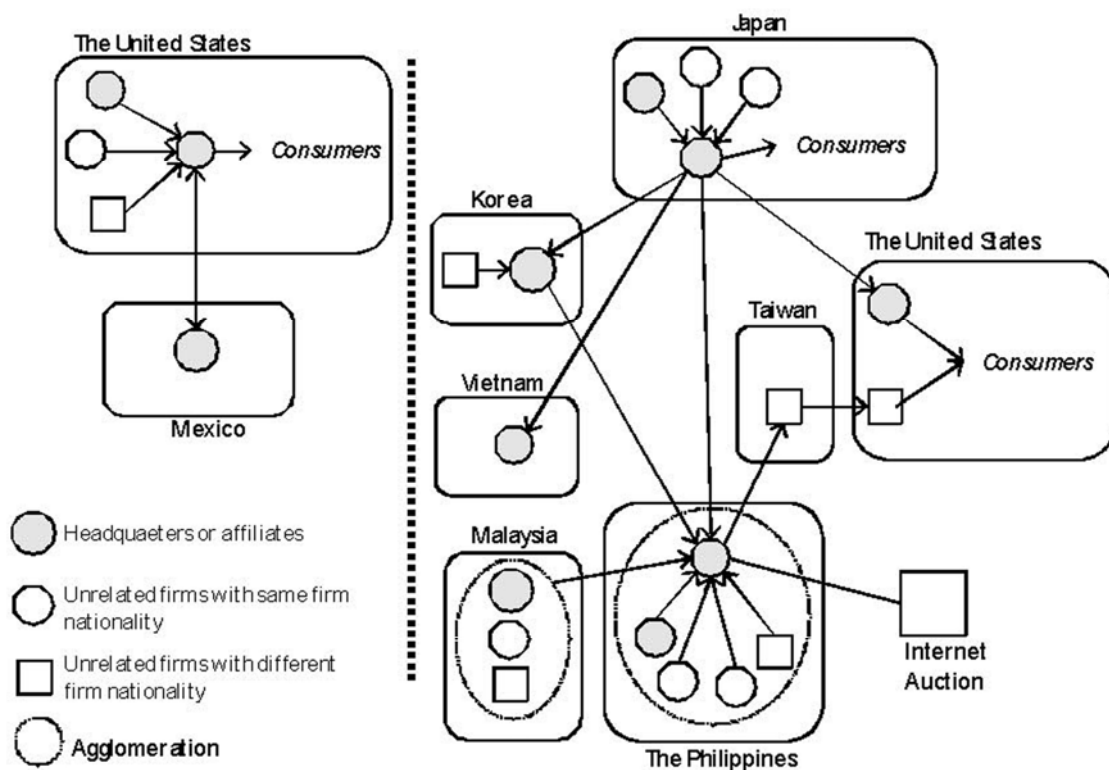 The United States
Consumers
Mexico
Japan
Consumers
Korea
The United States
Taiwan
Consumers
Vietnam
Malaysia
Internet
Auction
The Philippines
Headquaeters or affiliates
Unrelated firms with same firm
nationality
Unrelated firms with different
firm nationality
Agglomeration